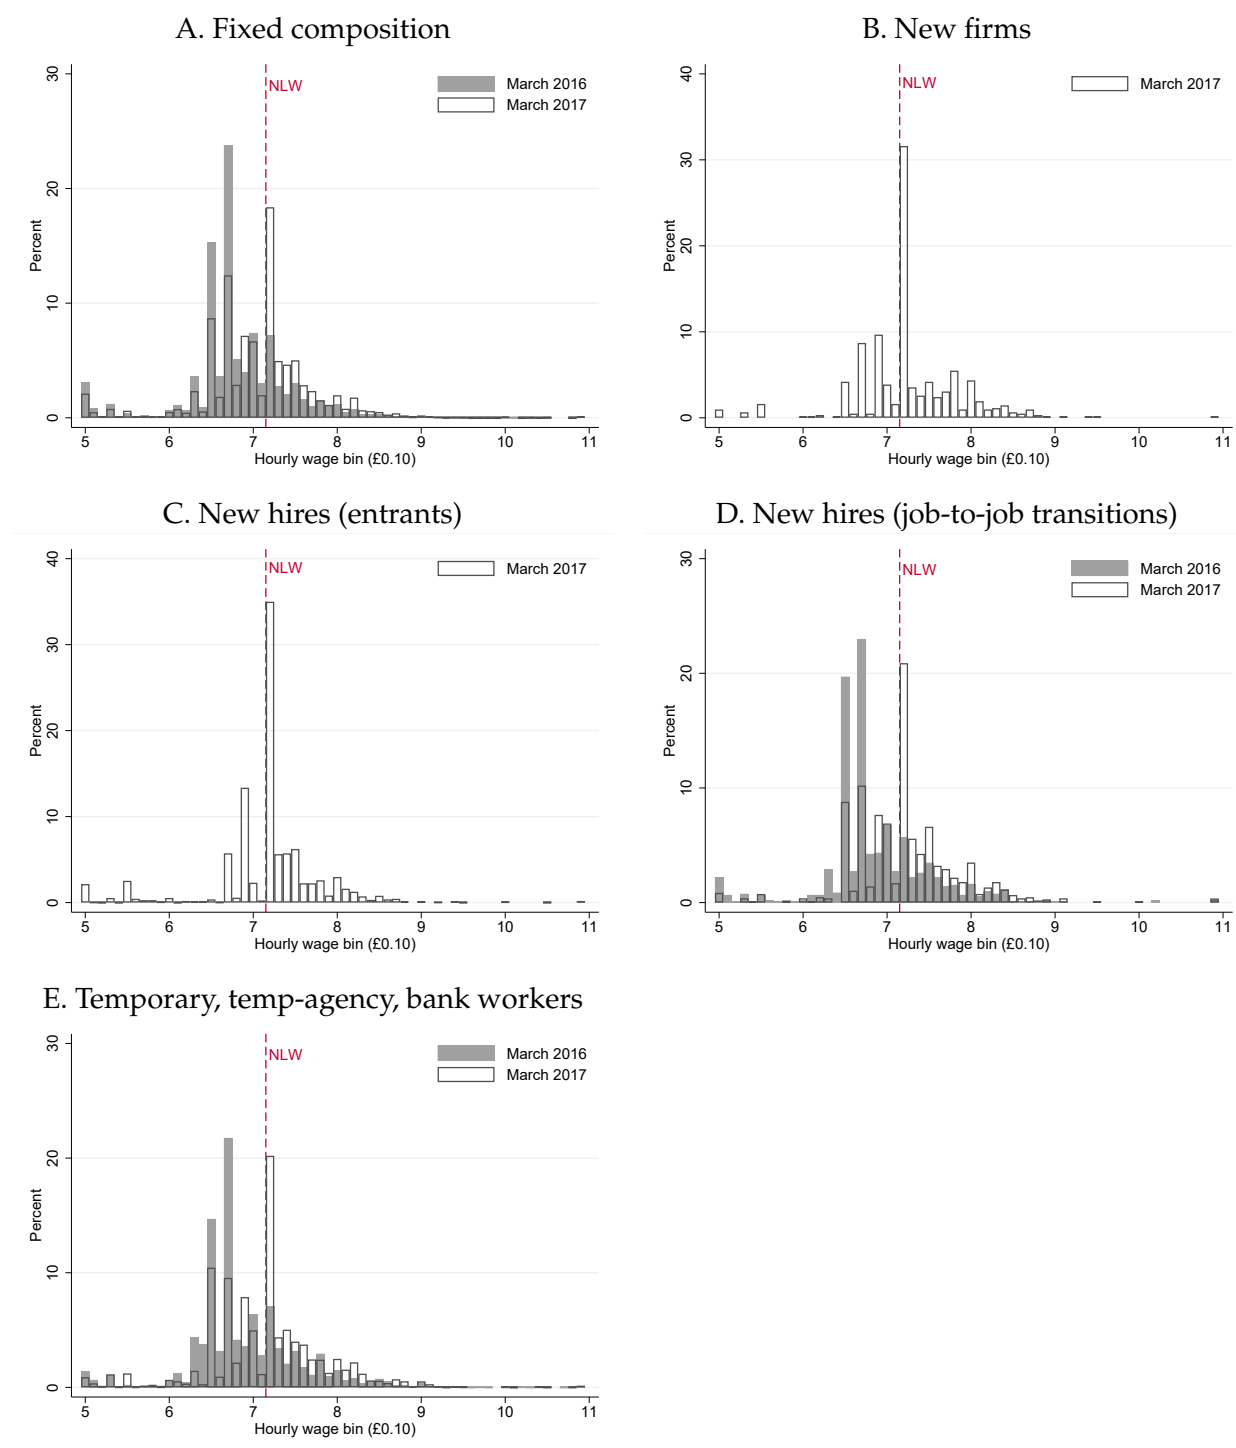 A. Fixed composition
30
20
10
0
Percent
NLW
March 2016
March 2017
5 6 7 8 9 10 11
Hourly wage bin (£0.10)
B. New firms
40
30
20
10
0
Percent
NLW
March 2017
5 6 7 8 9 10 11
Hourly wage bin (£0.10)
C. New hires (entrants)
40
30
20
10
0
Percent
NLW
March 2017
5 6 7 8 9 10 11
Hourly wage bin (£0.10)
D. New hires (job-to-job transitions)
30
20
10
0
Percent
NLW
March 2016
March 2017
5 6 7 8 9 10 11
Hourly wage bin (£0.10)
E. Temporary, temp-agency, bank workers
30
20
10
0
Percent
NLW
March 2016
March 2017
5 6 7 8 9 10 11
Hourly wage bin (£0.10)